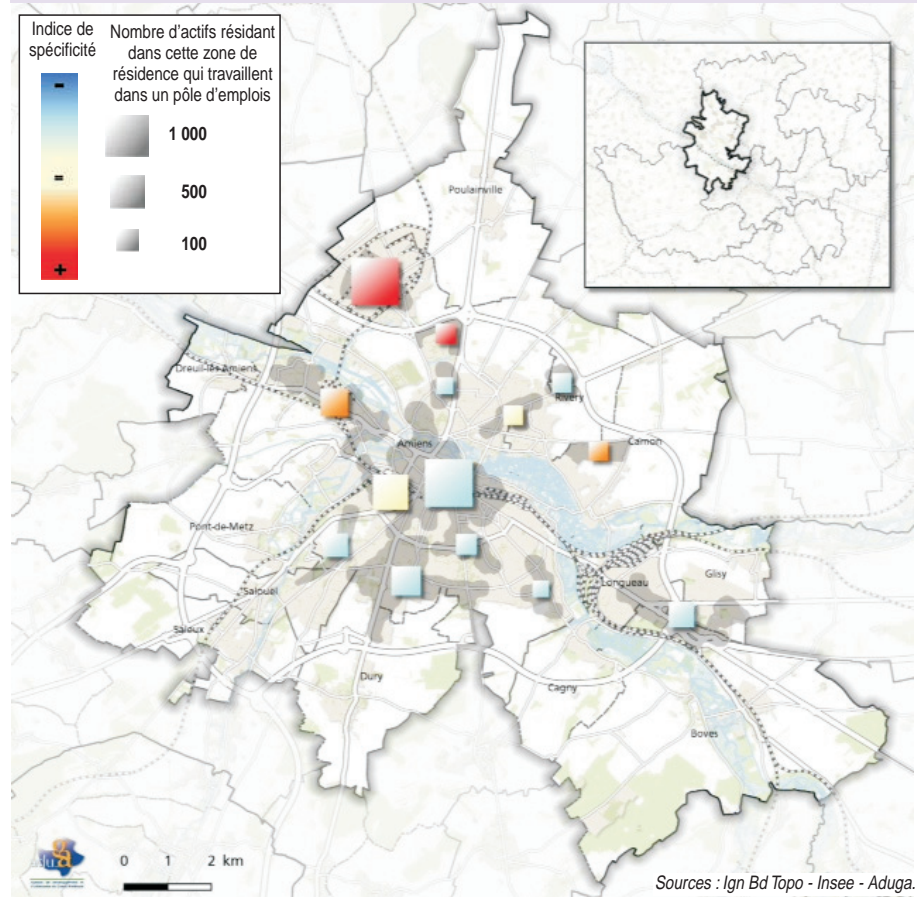 Indice de
spécificité
-
=
+
Nombre d'actifs résidant
dans cette zone de
résidence qui travaillent
dans un pôle d'emplois
1 000
500
100
Poulainville
Dreuil-lès-Amiens
Rivery
Amiens
Camon
Pont-de-Metz
Salouel
Longueau
Glisy
Saleux
Dury
Cagny
Boves
0 1 2 km
Sources : Ign Bd Topo - Insee - Aduga.